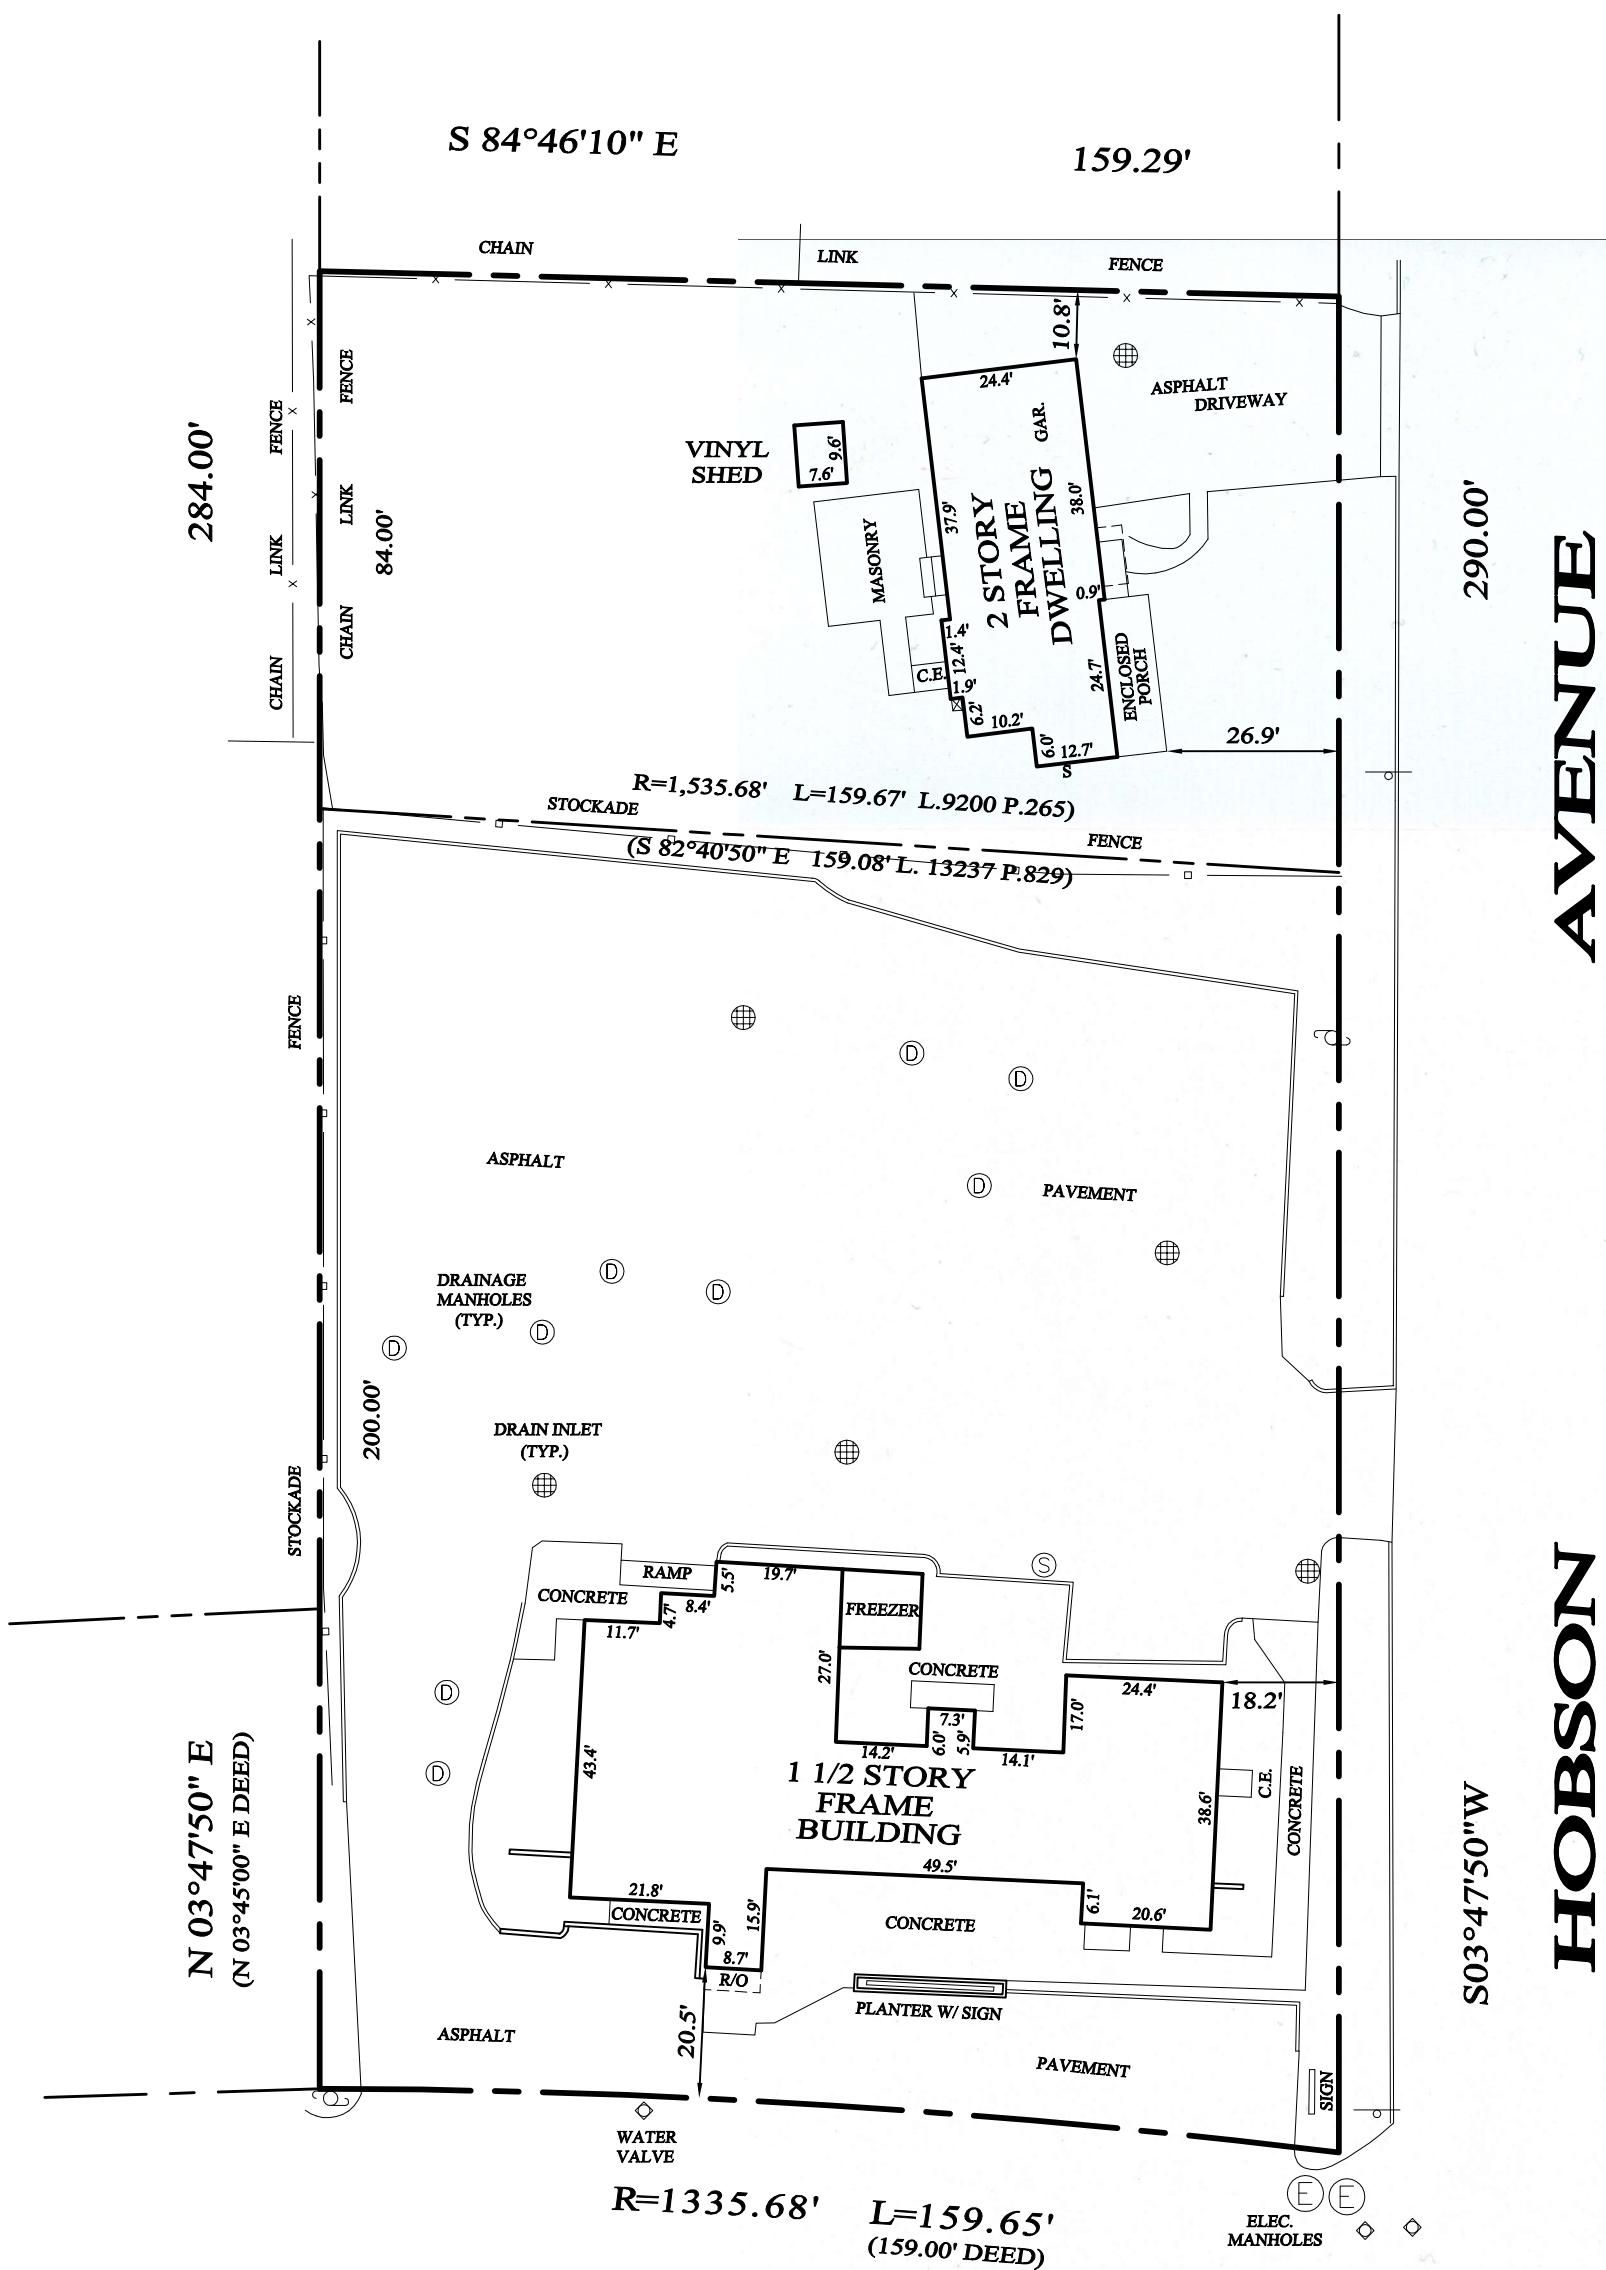 S 84°46'10" E
159.29'
CHAIN
LINK
FENCE
10.8'
FENCE
LINK
CHAIN
84.00'
FENCE
LINK
CHAIN
284.00'
VINYL
SHED
9.6'
7.6'
24.4'
GAR.
ASPHALT
DRIVEWAY
MASONRY
37.9'
2 STORY
FRAME
DWELLING
38.0'
0.9'
1.4'
12.4'
C.E.
1.9'
6.2'
10.2'
6.0'
12.7'
S
24.7'
ENCLOSED
PORCH
26.9'
290.00'
AVENUE
R=1,535.68' L=159.67' L.9200 P.265)
STOCKADE
FENCE
(S 82°40'50" E 159.08' L. 13237 P.829)
FENCE
STOCKADE
D
D
ASPHALT
D
PAVEMENT
D
D
DRAINAGE
MANHOLES
(TYP.)
D
D
200.00'
DRAIN INLET
(TYP.)
S
RAMP
CONCRETE
5.5'
19.7'
8.4'
4.7'
11.7'
FREEZER
27.0'
CONCRETE
24.4'
18.2'
17.0'
7.3'
6.0'
5.9'
14.2'
14.1'
D
D
43.4'
1 1/2 STORY
FRAME
BUILDING
38.6'
C.E.
CONCRETE
49.5'
21.8'
CONCRETE
9.9'
15.9'
8.7'
R/O
CONCRETE
6.1'
20.6'
20.5'
ASPHALT
PLANTER W/ SIGN
PAVEMENT
SIGN
N 03°47'50" E
(N 03°45'00" E DEED)
S03°47'50"W
HOBSON
WATER
VALVE
R=1335.68' L=159.65'
(159.00' DEED)
E E
ELEC.
MANHOLES